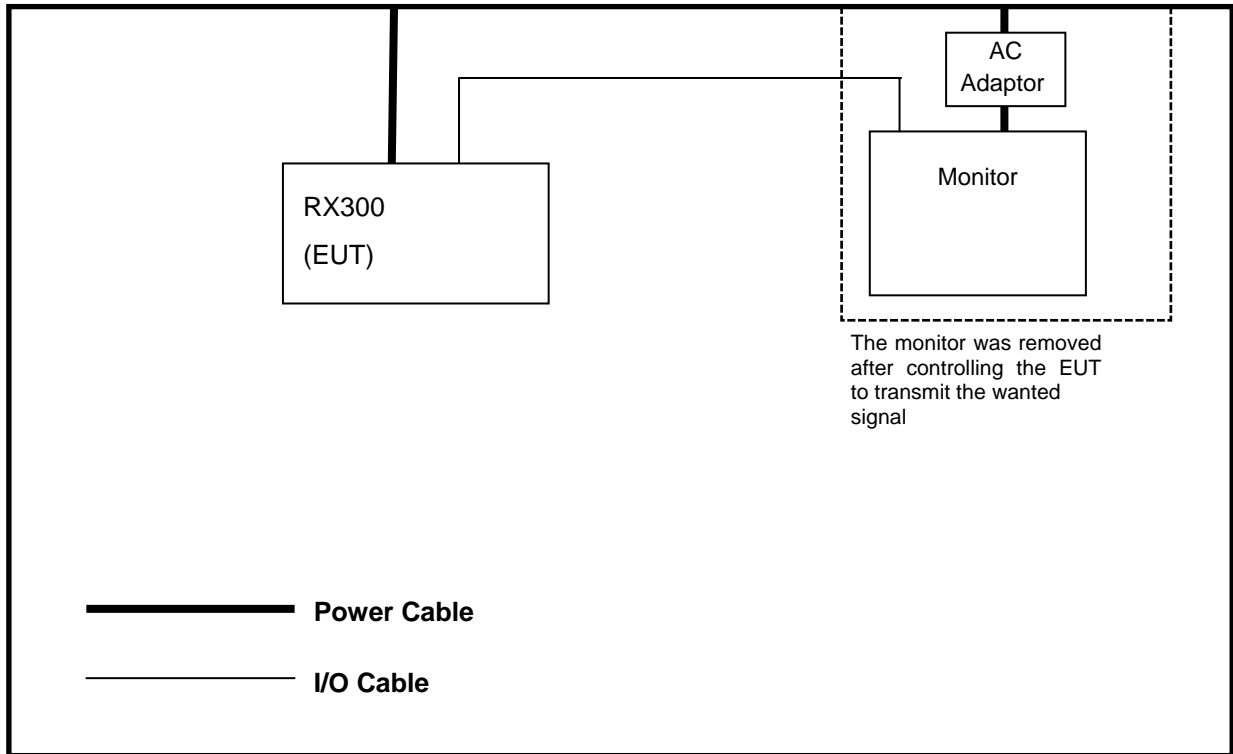 AC
Adaptor
Monitor
RX300
(EUT)
The monitor was removed
after controlling the EUT
to transmit the wanted
signal
Power Cable
I/O Cable